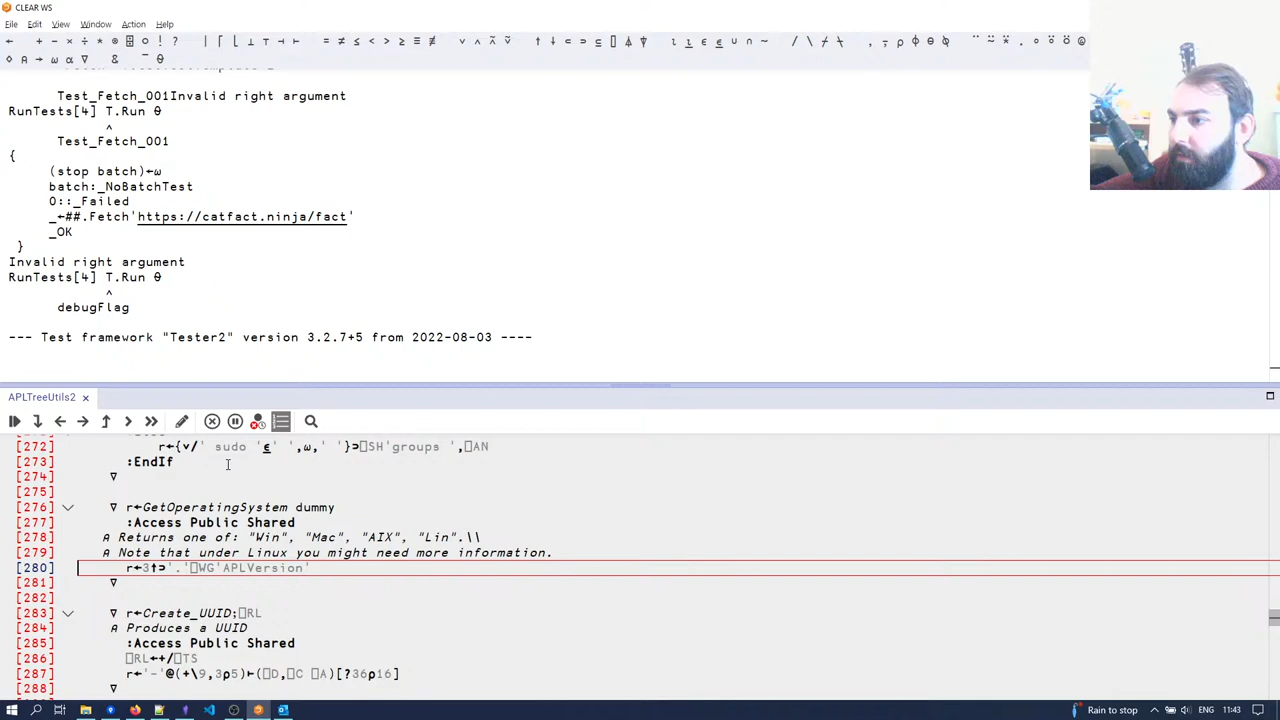 CLEAR WS
File Edit View Window Action Help
← + - × ÷ * ⍟ ⌹ ○ ! ? | ⌈ ⌊ ⊥ ⊤ ⊣ ⊢ = ≠ ≤ < > ≥ ≡ ≢ ∨ ∧ ⍲ ⍱ ↑ ↓ ⊂ ⊃ ⊆ ⌷ ⍋ ⍒ ⍳ ⍸ ∊ ⍷ ∪ ∩ ~ / \ ⌿ ⍀ , ⍪ ⍴ ⌽ ⊖ ⍉ ¨ ⍨ ⍣ . ∘ ⍤ ⍥ @
◊ ⍺ → ⍵ ⍺ ∇ & ¯ ⍬
Test_Fetch_001Invalid right argument
RunTests[4] T.Run ⍬
∧
Test_Fetch_001
{
(stop batch)←⍵
batch:_NoBatchTest
0::_Failed
_←##.Fetch'https://catfact.ninja/fact'
_OK
}
Invalid right argument
RunTests[4] T.Run ⍬
∧
debugFlag
--- Test framework "Tester2" version 3.2.7+5 from 2022-08-03 ----
APLTreeUtils2 ×
[272] r←{∨/' sudo '⍷' ',⍵,' '}⊃⎕SH'groups ',⎕AN
[273] :EndIf
[274] ∇
[275]
[276] ∇ r←GetOperatingSystem dummy
[277] :Access Public Shared
[278] ⍝ Returns one of: "Win", "Mac", "AIX", "Lin".\\
[279] ⍝ Note that under Linux you might need more information.
[280] r←3↑⊃'.'⎕WG'APLVersion'
[281] ∇
[282]
[283] ∇ r←Create_UUID;⎕RL
[284] ⍝ Produces a UUID
[285] :Access Public Shared
[286] ⎕RL←+/⎕TS
[287] r←'-'@(+\9,3⍴5)⊢(⎕D,⎕C ⎕A)[?36⍴16]
[288] ∇
Rain to stop ENG 11:43